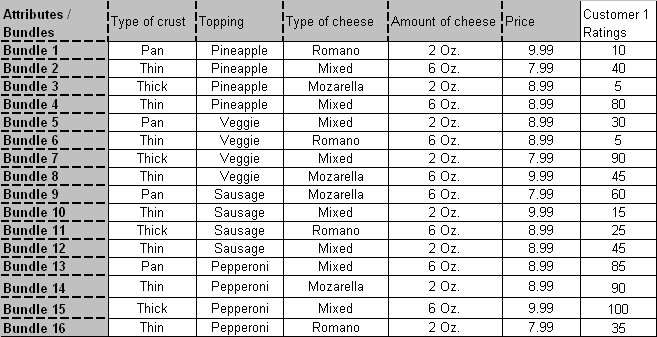 Attributes / Bundles Type of crust Topping Type of cheese Amount of cheese Price Customer 1 Ratings
Bundle 1 Pan Pineapple Romano 2 Oz. 9.99 10
Bundle 2 Thin Pineapple Mixed 6 Oz. 7.99 40
Bundle 3 Thick Pineapple Mozarella 2 Oz. 8.99 5
Bundle 4 Thin Pineapple Mixed 6 Oz. 8.99 80
Bundle 5 Pan Veggie Mixed 2 Oz. 8.99 30
Bundle 6 Thin Veggie Romano 6 Oz. 8.99 5
Bundle 7 Thick Veggie Mixed 2 Oz. 7.99 90
Bundle 8 Thin Veggie Mozarella 6 Oz. 9.99 45
Bundle 9 Pan Sausage Mozarella 6 Oz. 7.99 60
Bundle 10 Thin Sausage Mixed 2 Oz. 9.99 15
Bundle 11 Thick Sausage Romano 6 Oz. 8.99 25
Bundle 12 Thin Sausage Mixed 2 Oz. 8.99 45
Bundle 13 Pan Pepperoni Mixed 6 Oz. 8.99 85
Bundle 14 Thin Pepperoni Mozarella 2 Oz. 8.99 90
Bundle 15 Thick Pepperoni Mixed 6 Oz. 9.99 100
Bundle 16 Thin Pepperoni Romano 2 Oz. 7.99 35